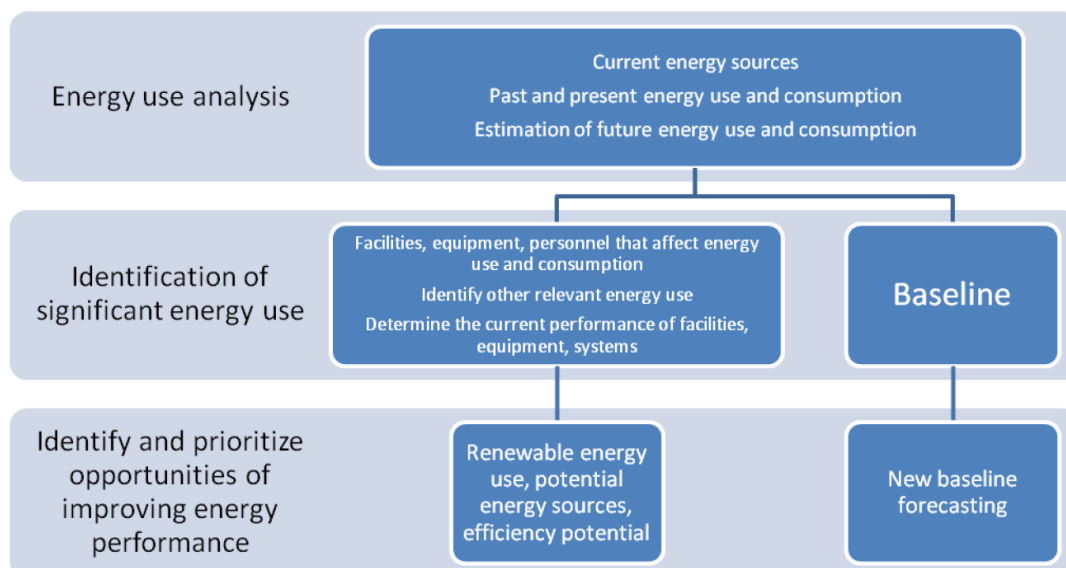 Energy use analysis
Current energy sources
Past and present energy use and consumption
Estimation of future energy use and consumption
Identification of
significant energy use
Facilities, equipment, personnel that affect energy
use and consumption
Identify other relevant energy use
Determine the current performance of facilities,
equipment, systems
Baseline
Identify and prioritize
opportunities of
improving energy
performance
Renewable energy
use, potential
energy sources,
efficiency potential
New baseline
forecasting